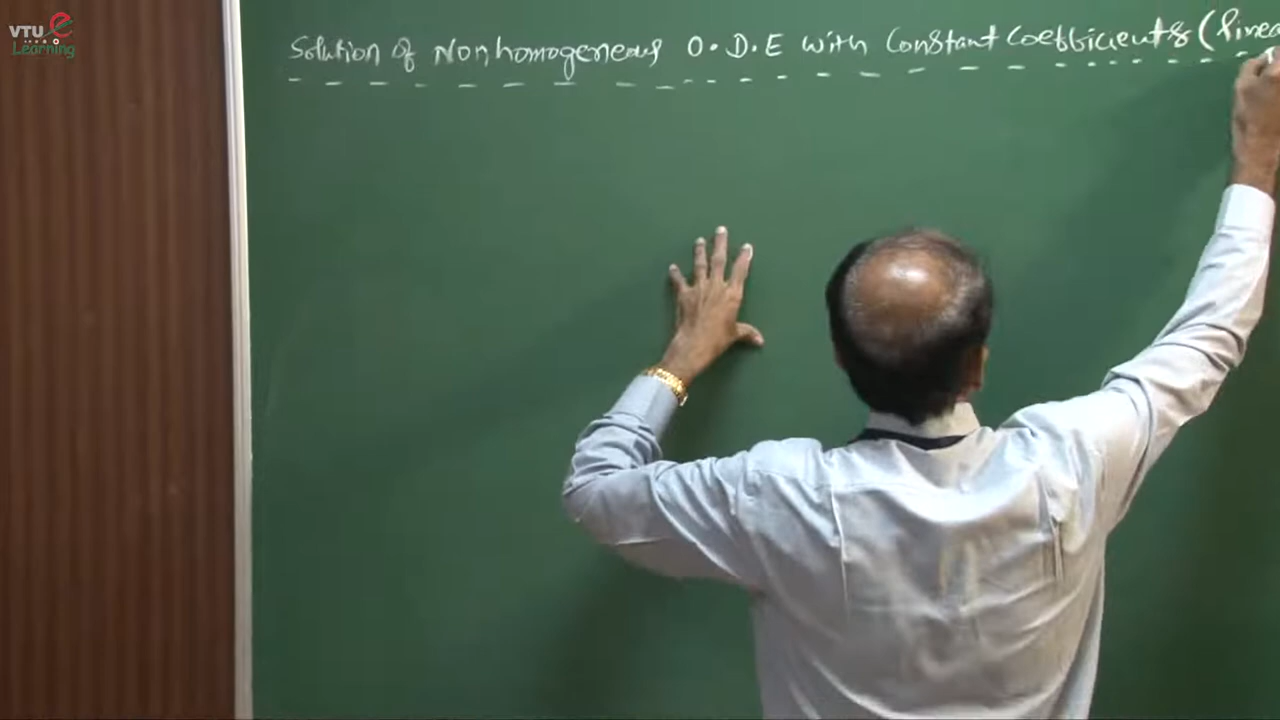 VTU e
Learning
Solution of Nonhomogeneous O.D.E with Constant coefficients (linea